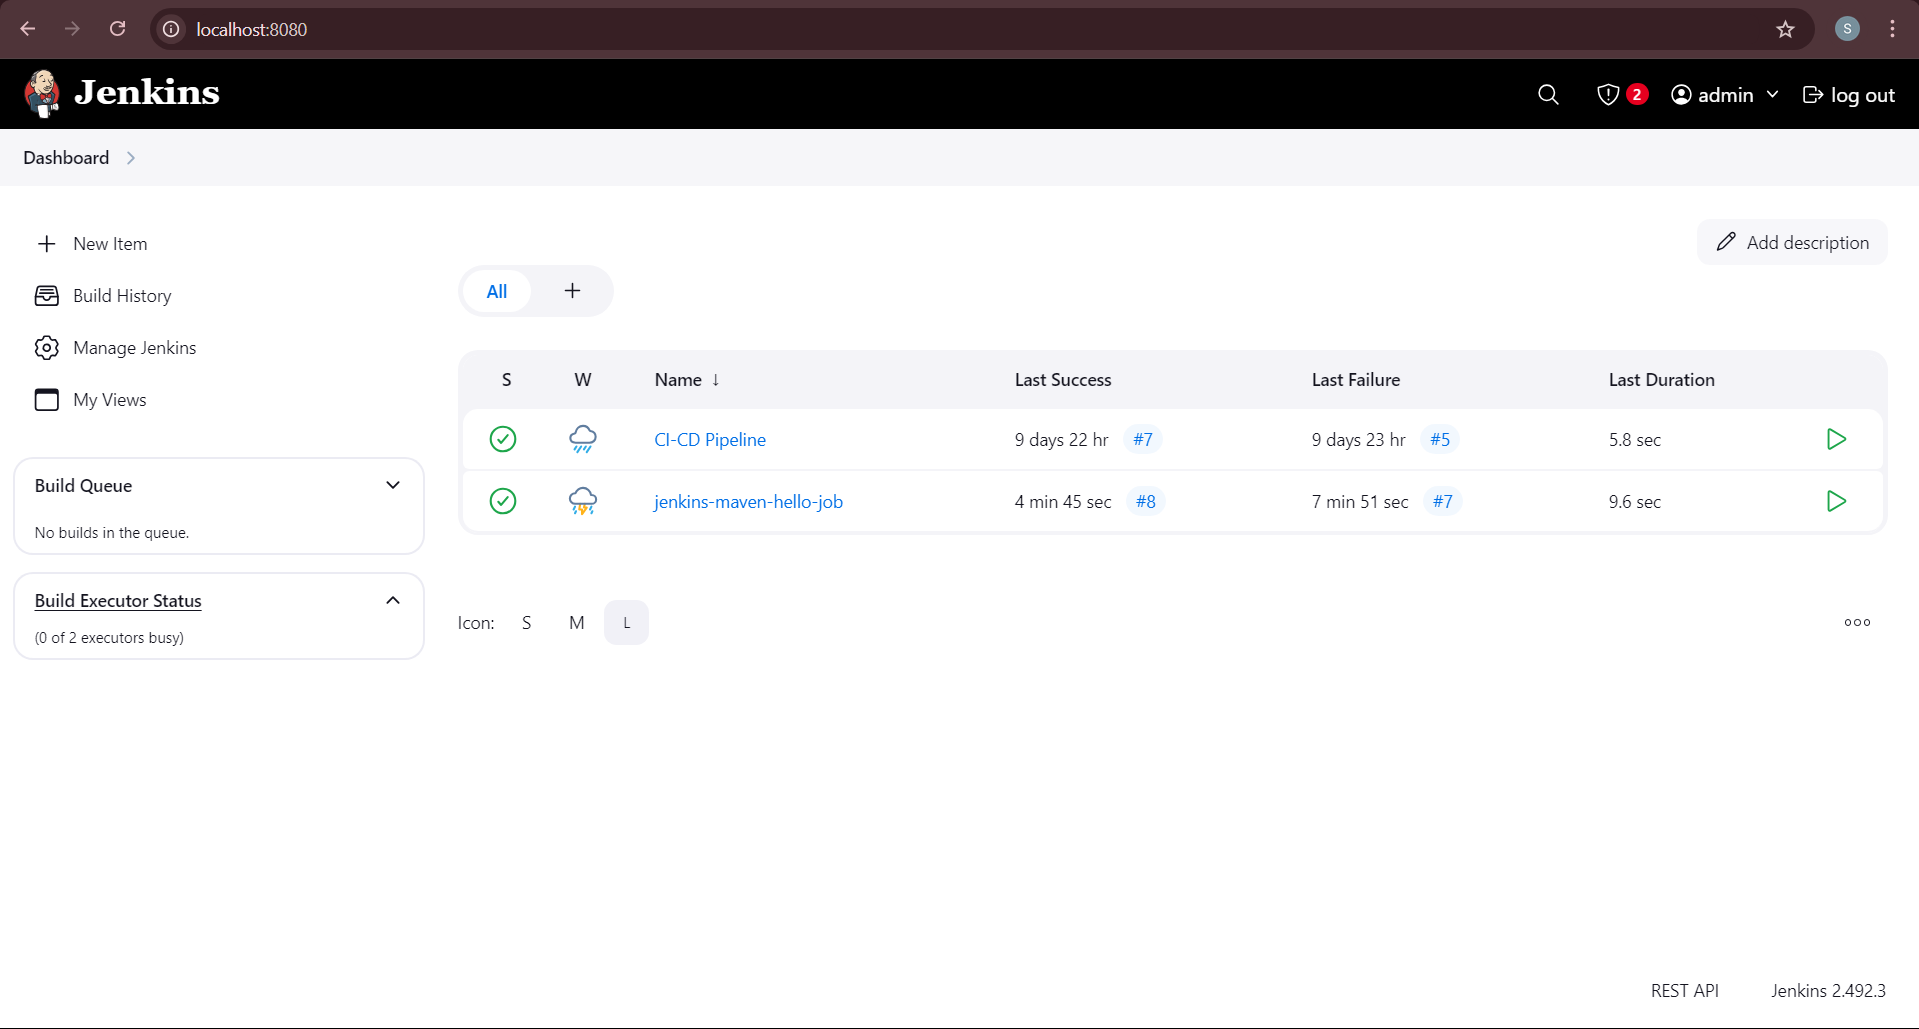 localhost:8080
S
Jenkins
2
admin
log out
Dashboard
New Item
Build History
Manage Jenkins
My Views
Build Queue
No builds in the queue.
Build Executor Status
(0 of 2 executors busy)
Add description
All
S W Name ↓ Last Success Last Failure Last Duration
CI-CD Pipeline 9 days 22 hr #7 9 days 23 hr #5 5.8 sec
jenkins-maven-hello-job 4 min 45 sec #8 7 min 51 sec #7 9.6 sec
Icon: S M L
REST API Jenkins 2.492.3